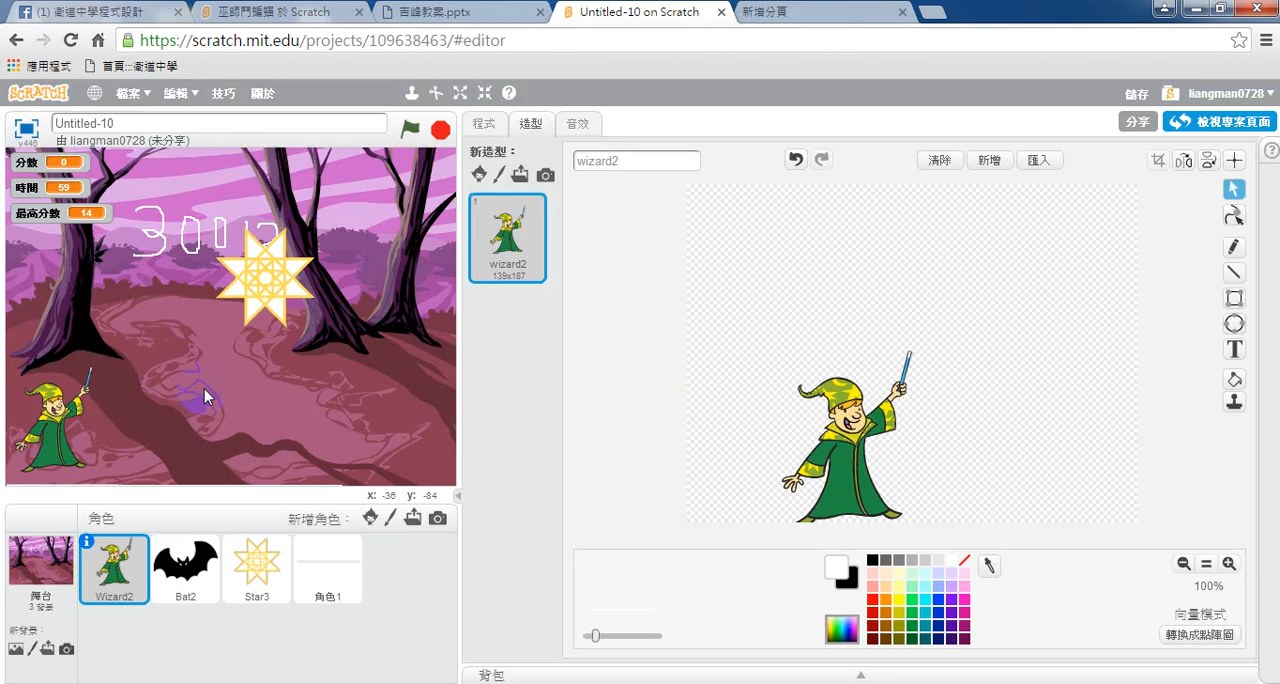 (1) 衛道中學程式設計
巫師鬥蝙蝠 於 Scratch
吉峰教案.pptx
Untitled-10 on Scratch
新增分頁
https://scratch.mit.edu/projects/109638463/#editor
應用程式
首頁:::衛道中學
SCRATCH
檔案
編輯
技巧
關於
儲存
liangman0728
v446
Untitled-10
由 liangman0728 (未分享)
程式
造型
音效
分享
檢視專案頁面
分數 0
時間 59
最高分數 14
新造型：
wizard2
清除
新增
匯入
1
wizard2
139x187
x: -36 y: -84
角色
新增角色：
舞台
3 背景
Wizard2
Bat2
Star3
角色1
新背景：
100%
向量模式
轉換成點陣圖
背包